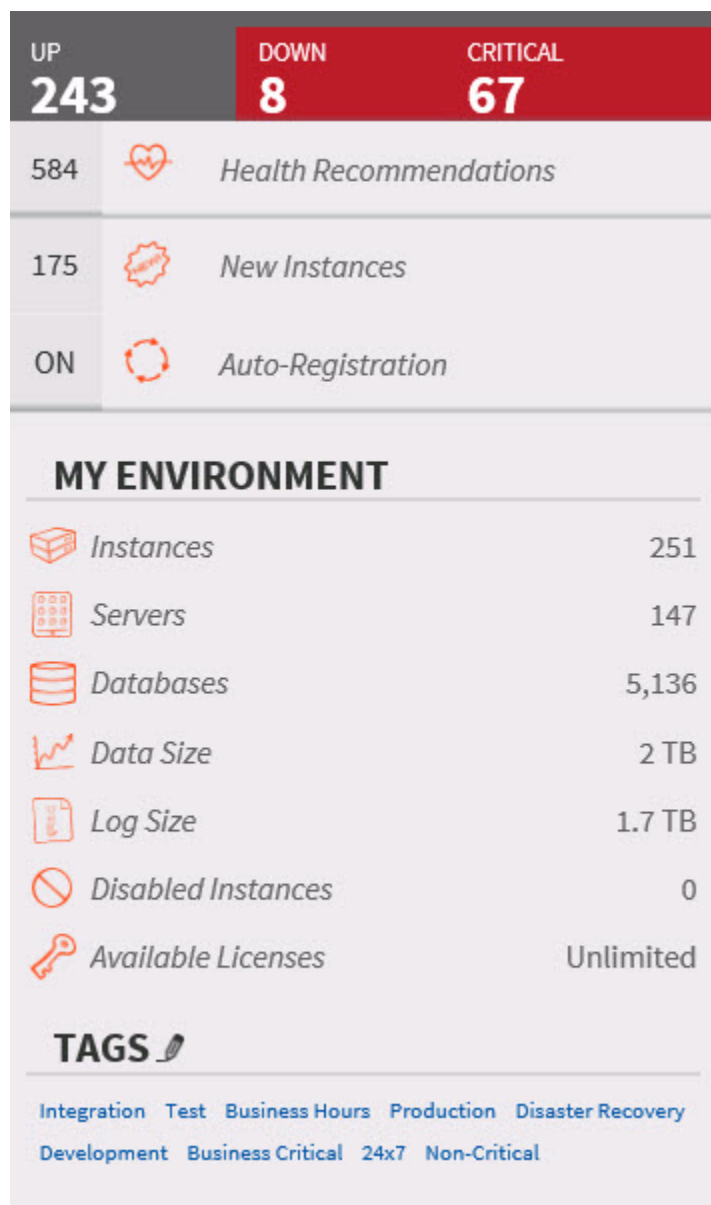 UP DOWN CRITICAL
243 8 67
584 Health Recommendations
175 NEW! New Instances
ON Auto-Registration
MY ENVIRONMENT
Instances 251
Servers 147
Databases 5,136
Data Size 2 TB
Log Size 1.7 TB
Disabled Instances 0
Available Licenses Unlimited
TAGS
Integration Test Business Hours Production Disaster Recovery
Development Business Critical 24x7 Non-Critical